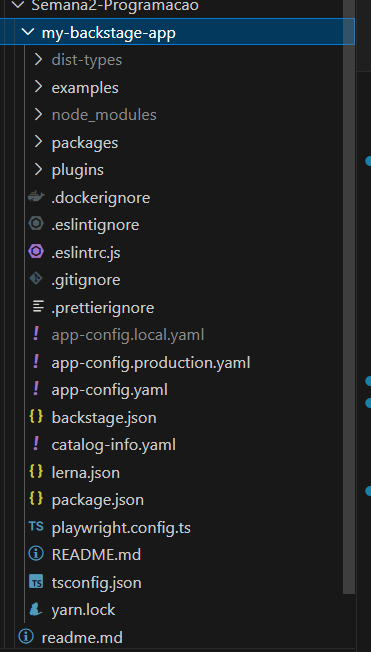 Semana2-Programacao
my-backstage-app
dist-types
examples
node_modules
packages
plugins
.dockerignore
.eslintignore
.eslintrc.js
.gitignore
.prettierignore
app-config.local.yaml
app-config.production.yaml
app-config.yaml
backstage.json
catalog-info.yaml
lerna.json
package.json
TS playwright.config.ts
README.md
TS tsconfig.json
yarn.lock
readme.md